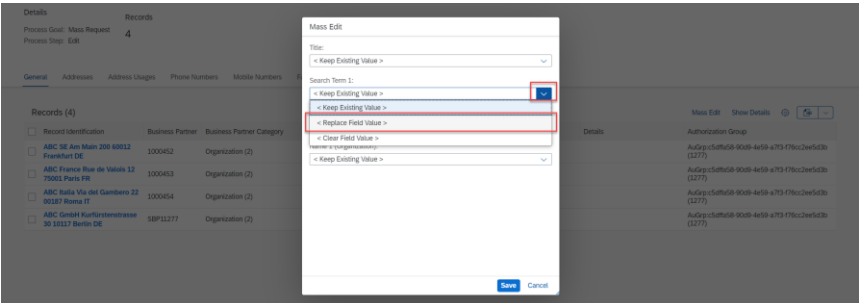 Details
Records
Process Goal: Mass Request
4
Process Step: Edit
General Addresses Address Usages Phone Numbers Mobile Numbers
Records (4)
Mass Edit Show Details
Record Identification Business Partner Business Partner Category Details Authorization Group
ABC SE Am Main 200 60012
Frankfurt DE
1000452 Organization (2)
(1277)
ABC France Rue de Valois 12
75001 Paris FR
1000453 Organization (2)
(1277)
ABC Italia Via del Gambero 22
00187 Roma IT
1000454 Organization (2)
(1277)
ABC GmbH Kurfürstenstrasse
30 10117 Berlin DE
SBP11277 Organization (2)
(1277)
Mass Edit
Title:
< Keep Existing Value >
Search Term 1:
< Keep Existing Value >
< Keep Existing Value >
< Replace Field Value >
< Clear Field Value >
Name 1 (Organization):
< Keep Existing Value >
Save Cancel